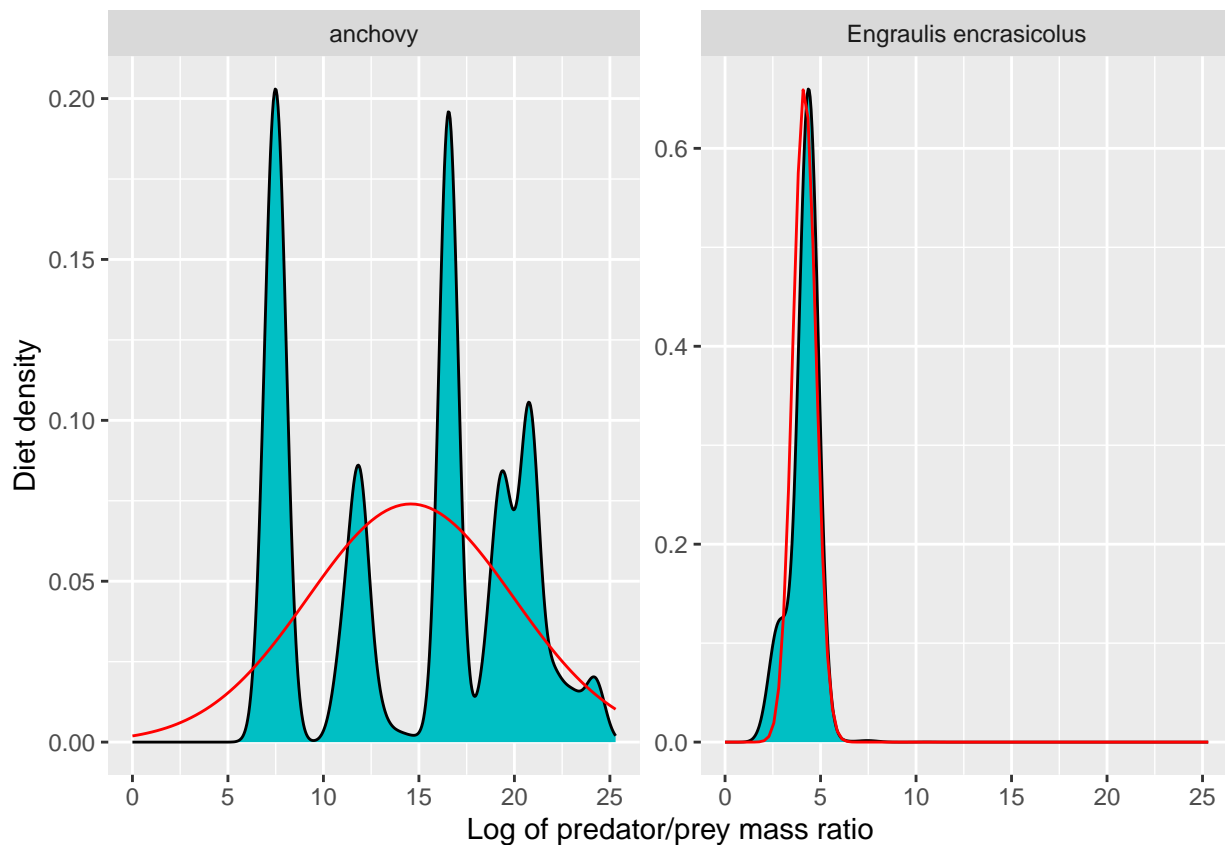 anchovy
Engraulis encrasicolus
Diet density
0.20
0.15
0.10
0.05
0.00
0.6
0.4
0.2
0.0
0 5 10 15 20 25
0 5 10 15 20 25
Log of predator/prey mass ratio